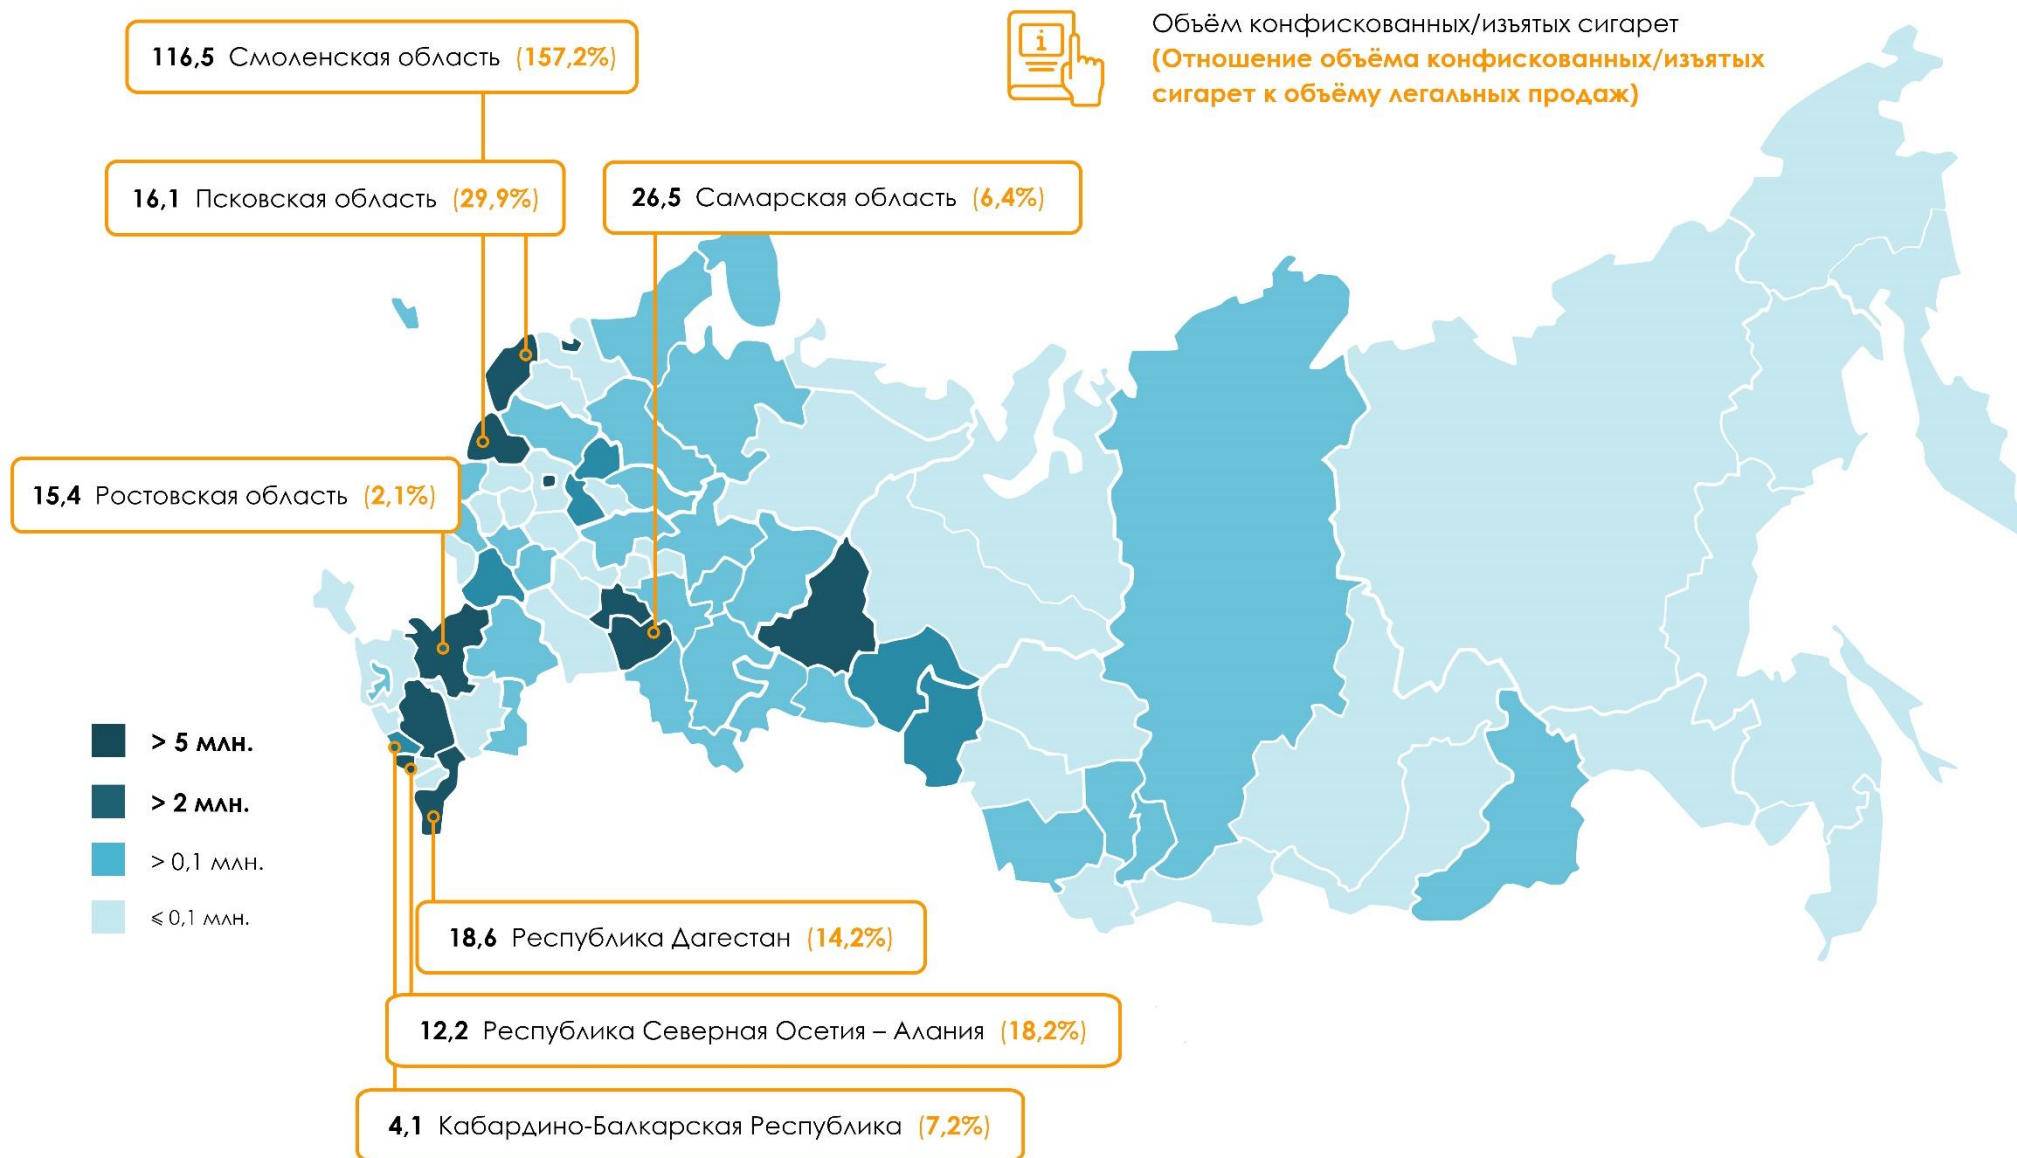 Объём конфискованных/изъятых сигарет
(Отношение объёма конфискованных/изъятых
сигарет к объёму легальных продаж)
116,5 Смоленская область (157,2%)
16,1 Псковская область (29,9%)
26,5 Самарская область (6,4%)
15,4 Ростовская область (2,1%)
> 5 млн.
> 2 млн.
> 0,1 млн.
≤ 0,1 млн.
18,6 Республика Дагестан (14,2%)
12,2 Республика Северная Осетия – Алания (18,2%)
4,1 Кабардино-Балкарская Республика (7,2%)